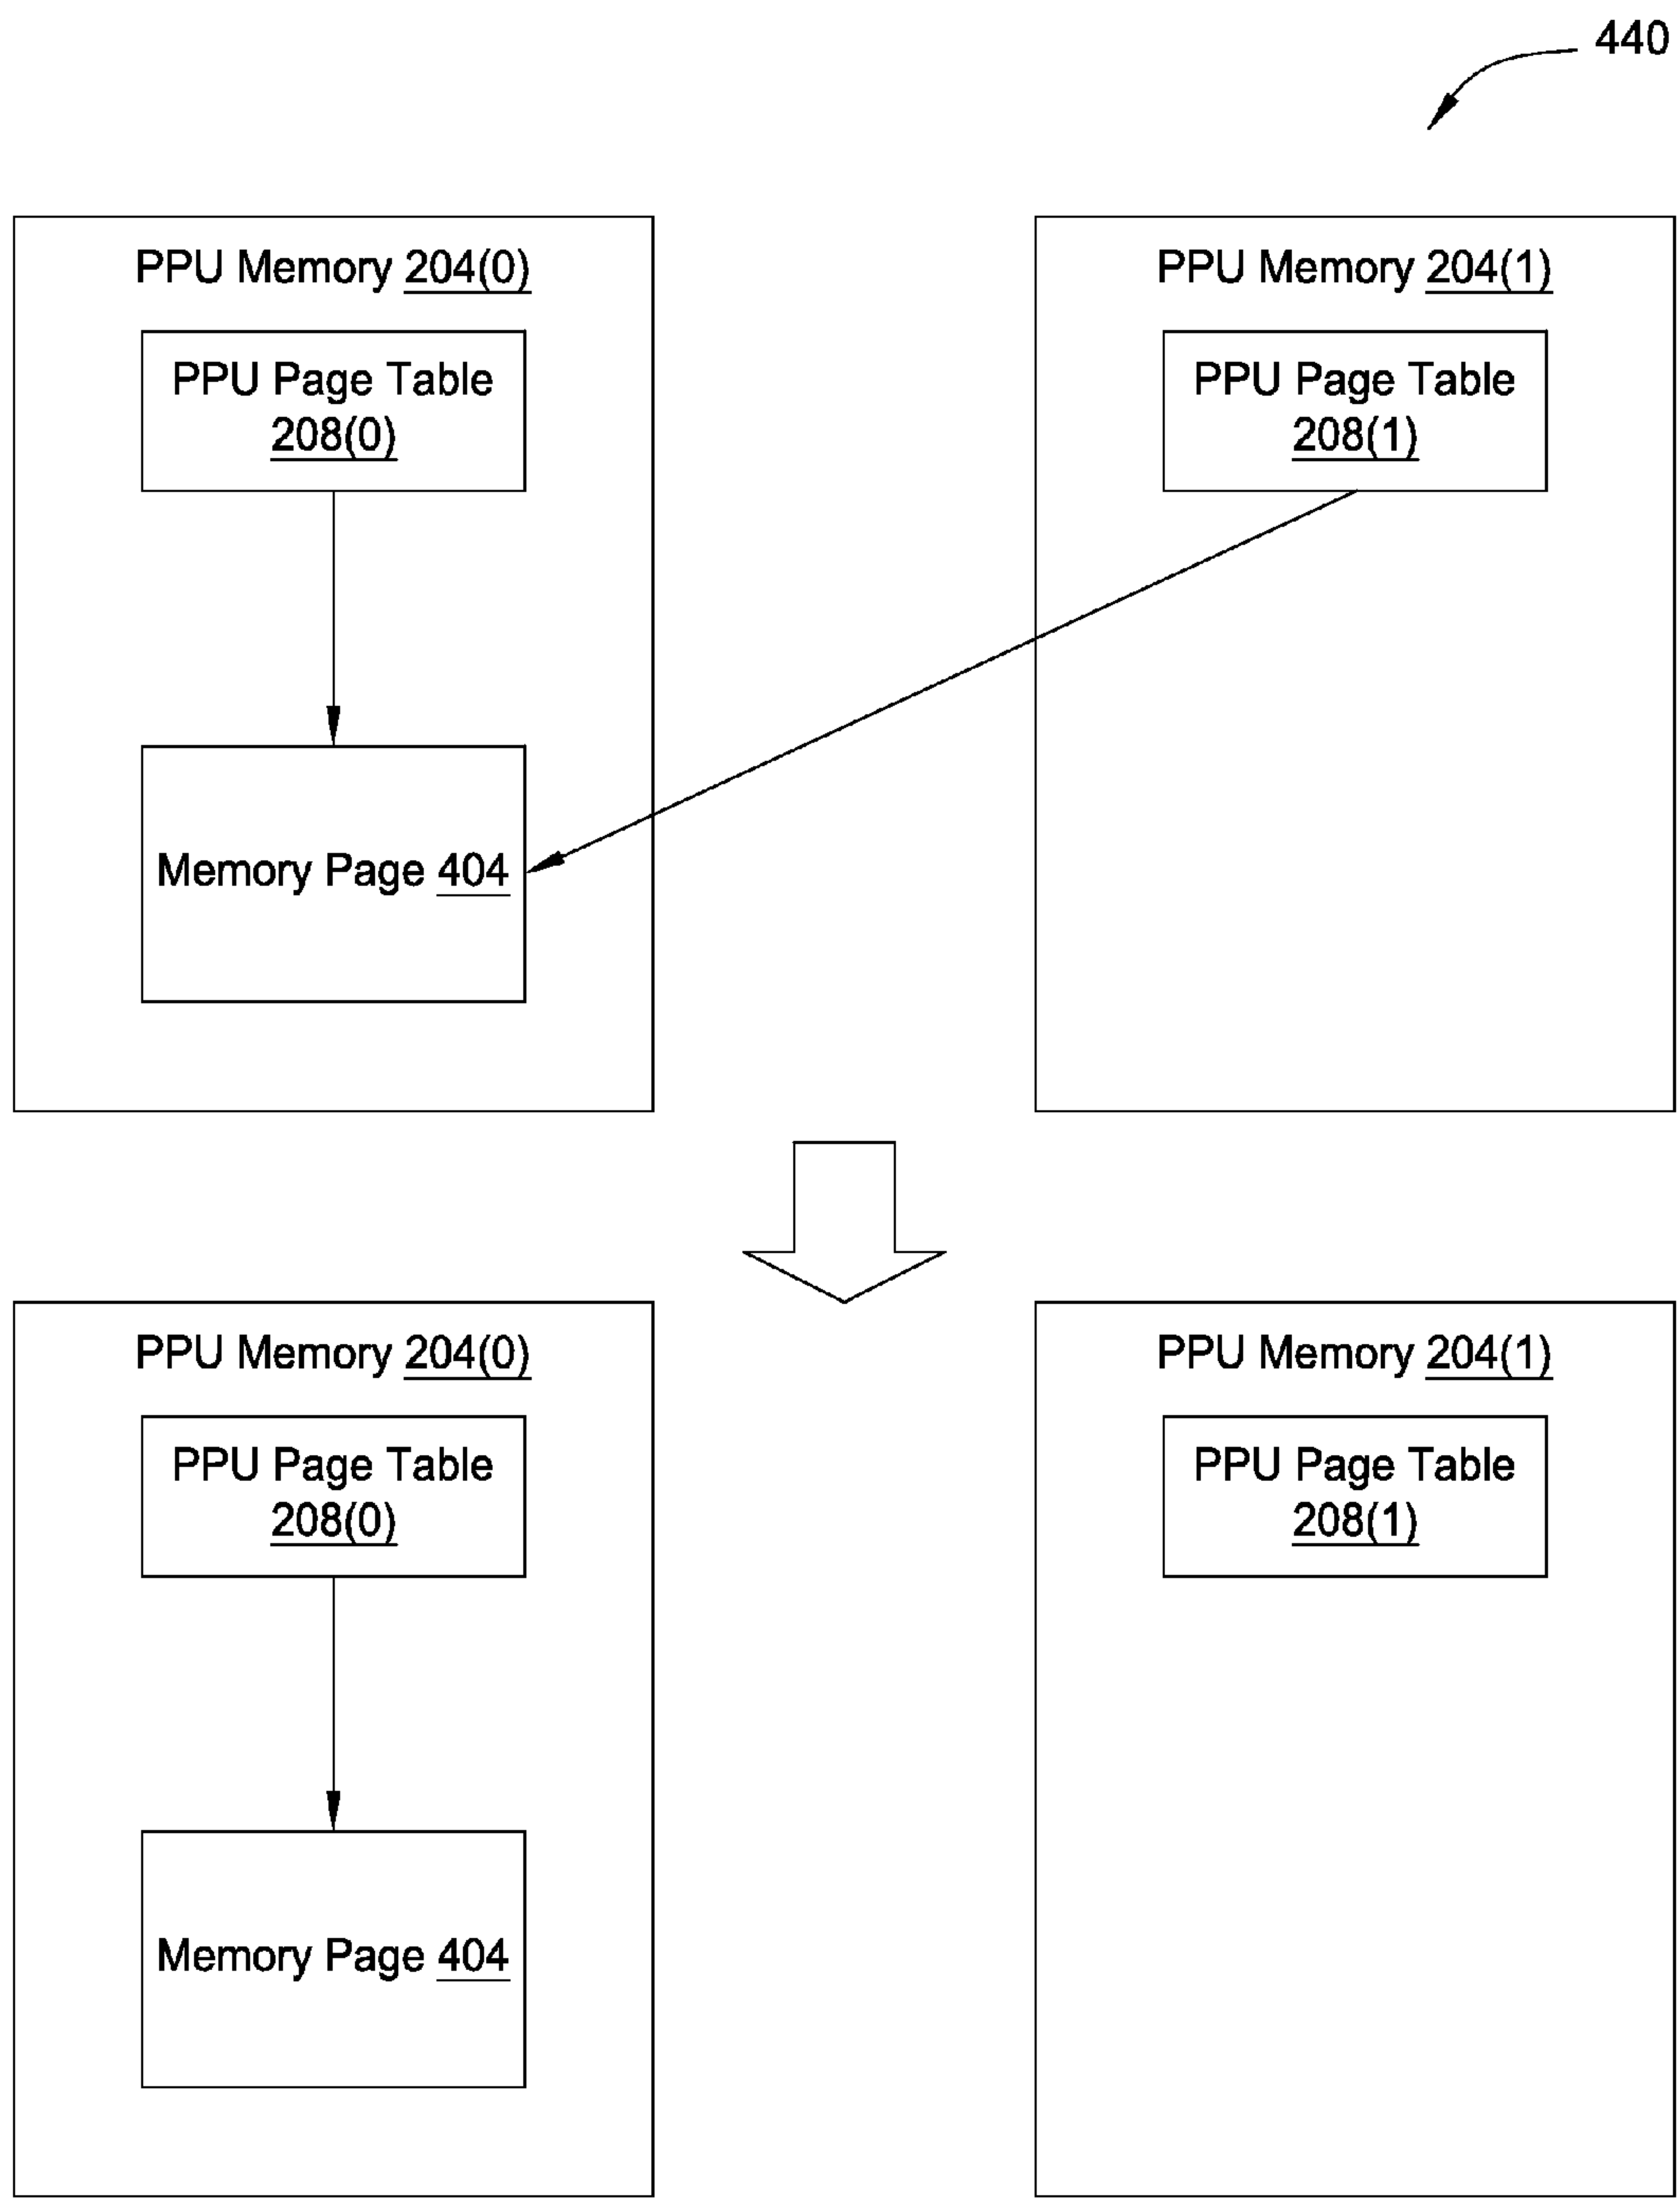 440
PPU Memory 204(0)
PPU Memory 204(1)
PPU Page Table
208(0)
PPU Page Table
208(1)
Memory Page 404
PPU Memory 204(0)
PPU Memory 204(1)
PPU Page Table
208(0)
PPU Page Table
208(1)
Memory Page 404